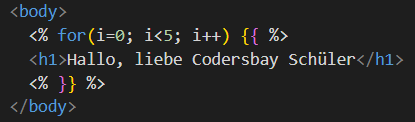 <body>
<% for(i=0; i<5; i++) {{ %>
<h1>Hallo, liebe Codersbay Schüler</h1>
<% }} %>
</body>